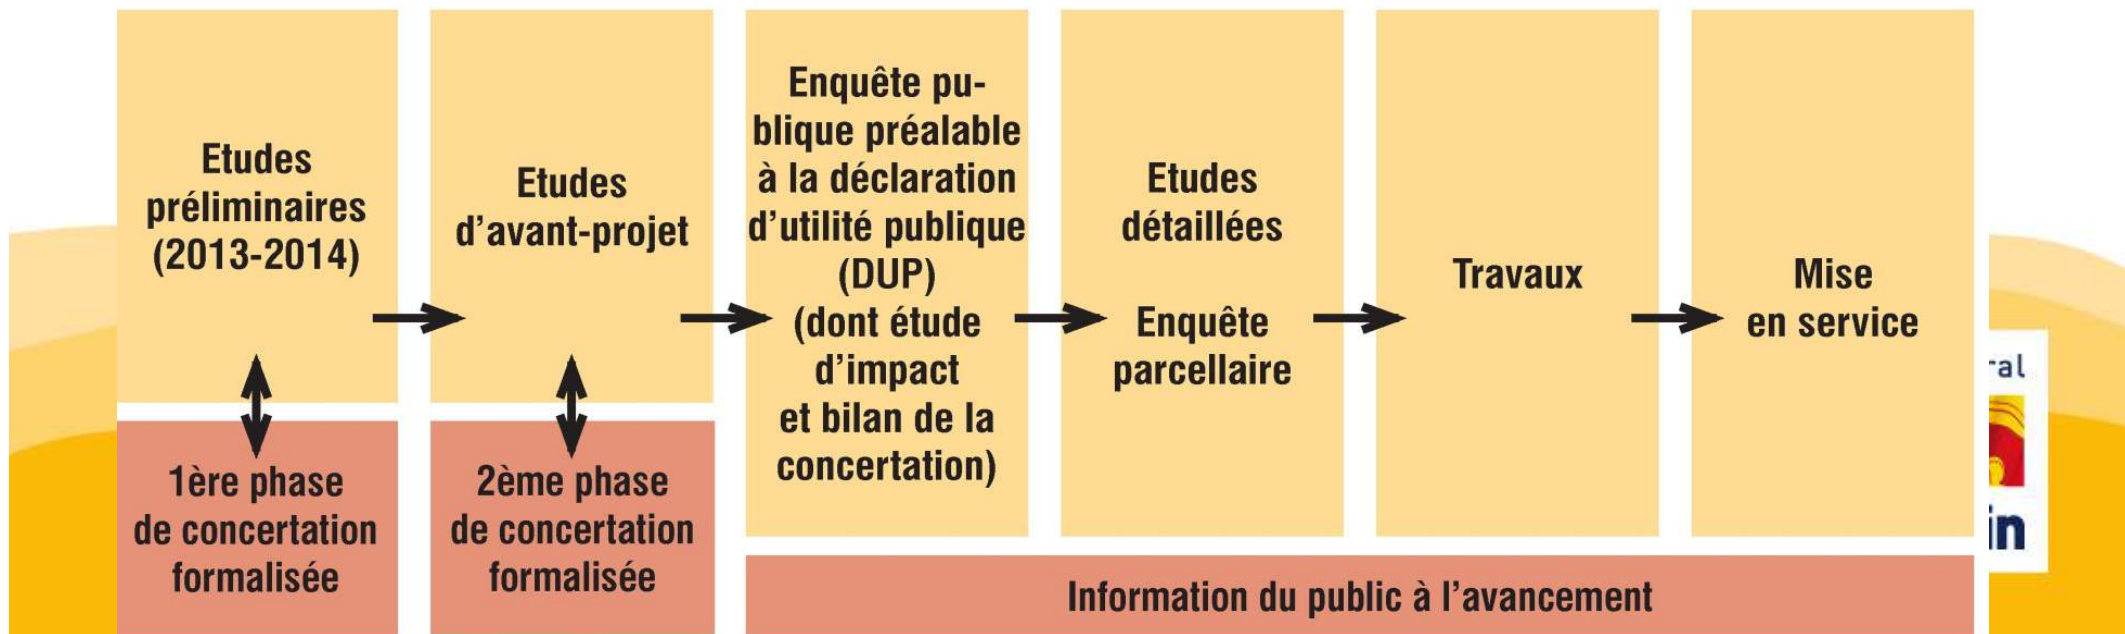 Etudes
préliminaires
(2013-2014)
Etudes
d'avant-projet
Enquête pu-
blique préalable
à la déclaration
d'utilité publique
(DUP)
(dont étude
d'impact
et bilan de la
concertation)
Etudes
détaillées
Enquête
parcellaire
Travaux
Mise
en service
1ère phase
de concertation
formalisée
2ème phase
de concertation
formalisée
Information du public à l'avancement
ral
in